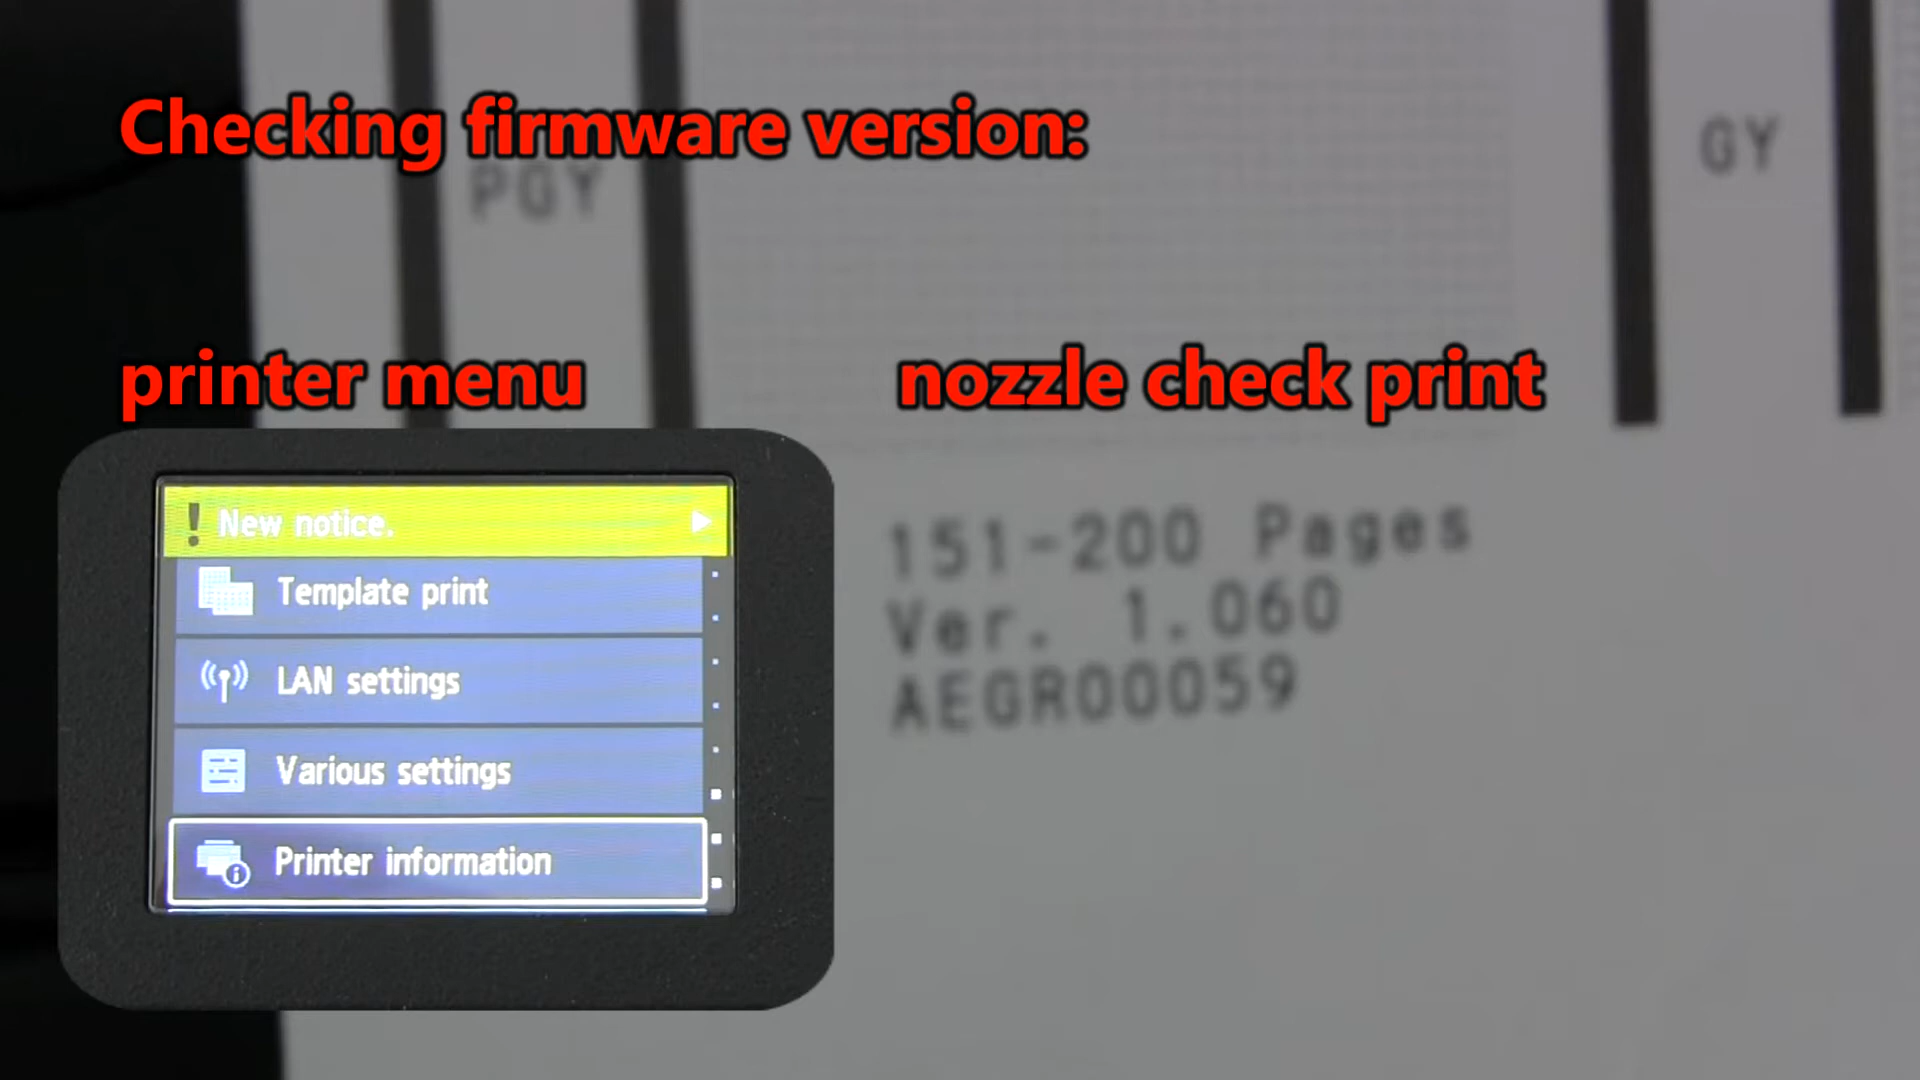 Checking firmware version:
PGY
GY
printer menu
nozzle check print
! New notice.
Template print
LAN settings
Various settings
Printer information
151-200 Pages
Ver. 1.060
AEGR00059